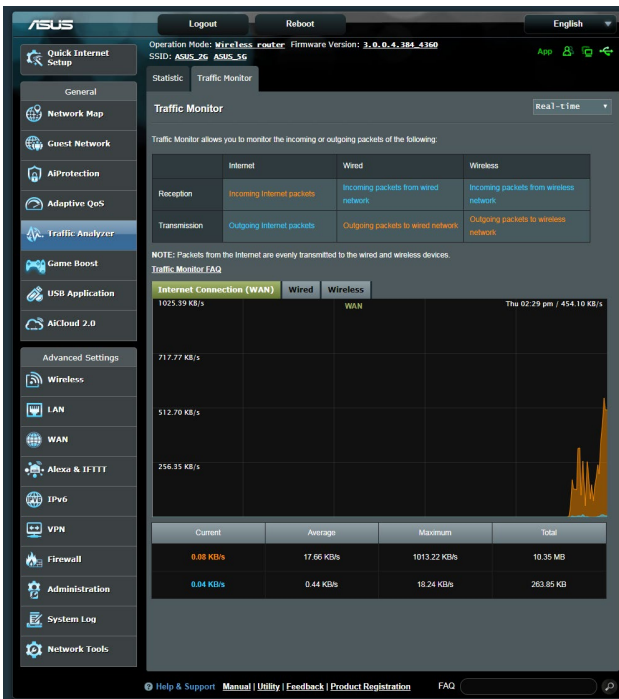 ASUS
Logout
Reboot
English
Quick Internet
Setup
Operation Mode: Wireless router Firmware Version: 3.0.0.4.384_4360
SSID: ASUS_2G ASUS_5G
App
Statistic
Traffic Monitor
General
Network Map
Guest Network
AiProtection
Adaptive QoS
Traffic Analyzer
Game Boost
USB Application
AiCloud 2.0
Advanced Settings
Wireless
LAN
WAN
Alexa & IFTTT
IPv6
VPN
Firewall
Administration
System Log
Network Tools
Traffic Monitor
Real-time
Traffic Monitor allows you to monitor the incoming or outgoing packets of the following:
Internet Wired Wireless
Reception
Incoming Internet packets
Incoming packets from wired
network
Incoming packets from wireless
network
Transmission
Outgoing Internet packets
Outgoing packets to wired network
Outgoing packets to wireless
network
NOTE: Packets from the Internet are evenly transmitted to the wired and wireless devices.
Traffic Monitor FAQ
Internet Connection (WAN) Wired Wireless
1025.39 KB/s
WAN
Thu 02:29 pm / 454.10 KB/s
717.77 KB/s
512.70 KB/s
256.35 KB/s
Current Average Maximum Total
0.08 KB/s 17.66 KB/s 1013.22 KB/s 10.35 MB
0.04 KB/s 0.44 KB/s 18.24 KB/s 263.85 KB
Help & Support Manual | Utility | Feedback | Product Registration FAQ